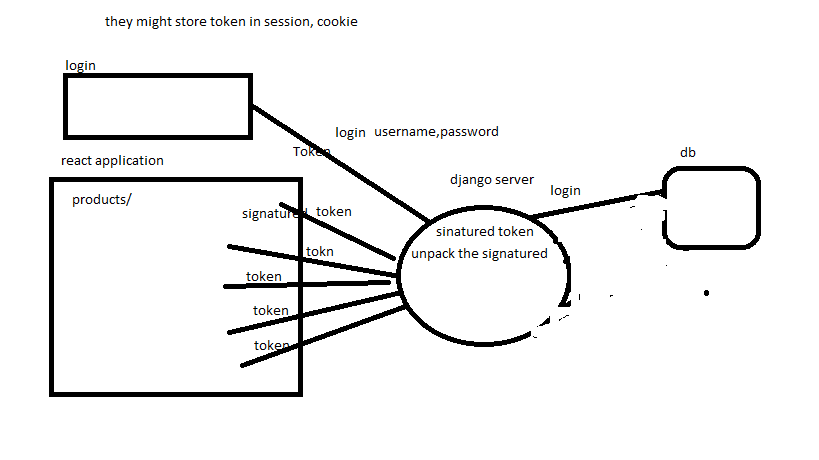 they might store token in session, cookie
login
login username,password
Token
react application
db
django server
login
products/
signatured token
sinatured token
tokn
unpack the signatured
token
token
token